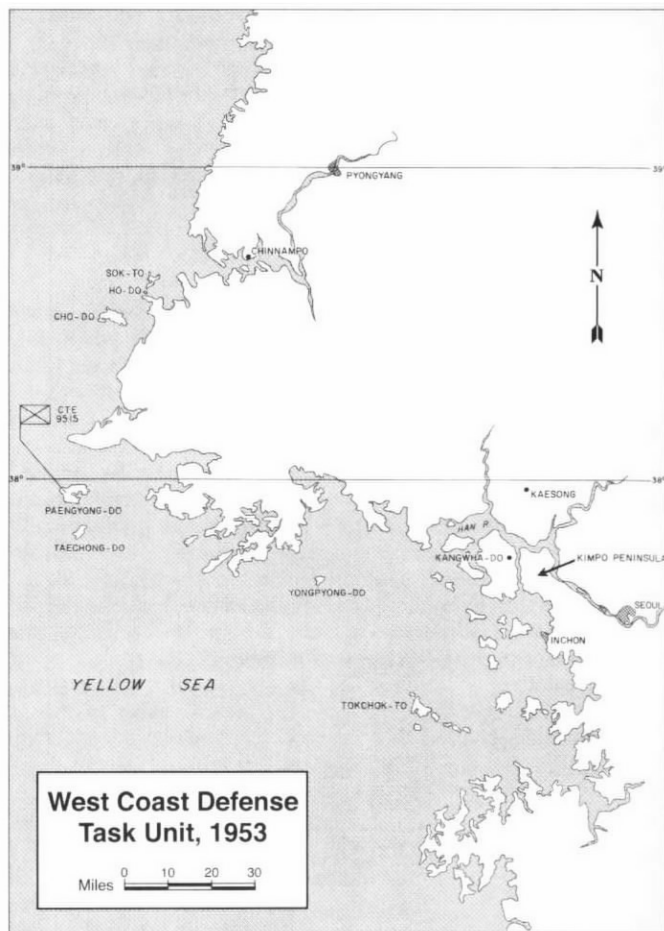 39°
39°
PYONGYANG
CHINNAMPO
SOK-TO
HO-DO
CHO-DO
N
CTE
95.15
38°
38°
KAESONG
PAENGYONG-DO
HAN R.
TAECHONG-DO
KANGWHA-DO
KIMPO PENINSULA
YONGPYONG-DO
SEOUL
INCHON
YELLOW SEA
TOKCHOK-TO
West Coast Defense
Task Unit, 1953
Miles
0 10 20 30